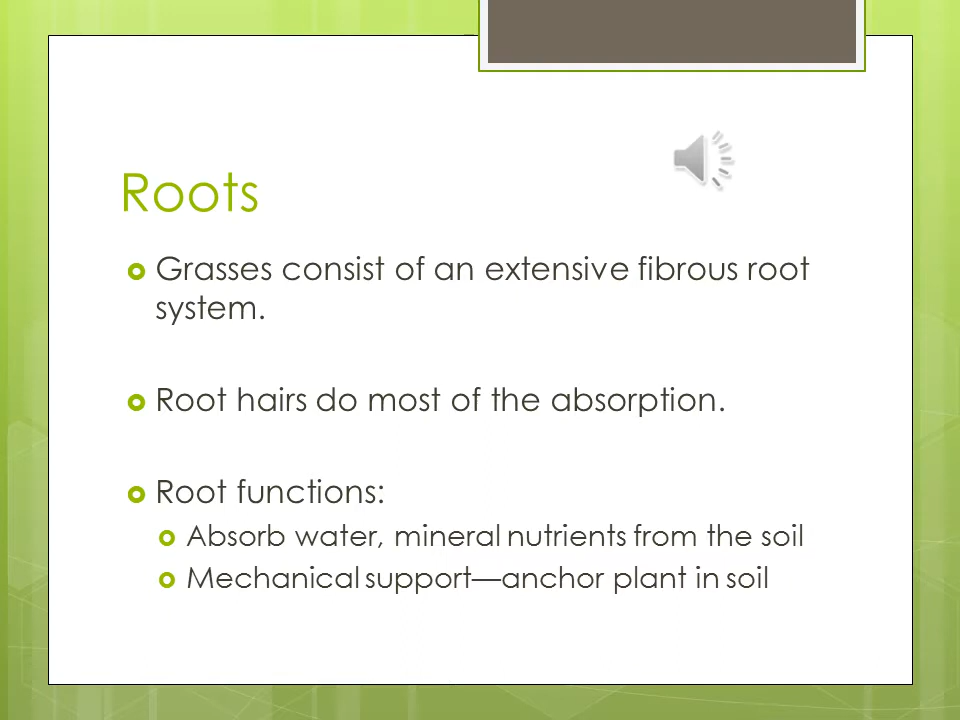 Roots
Grasses consist of an extensive fibrous root
system.
Root hairs do most of the absorption.
Root functions:
Absorb water, mineral nutrients from the soil
Mechanical support—anchor plant in soil